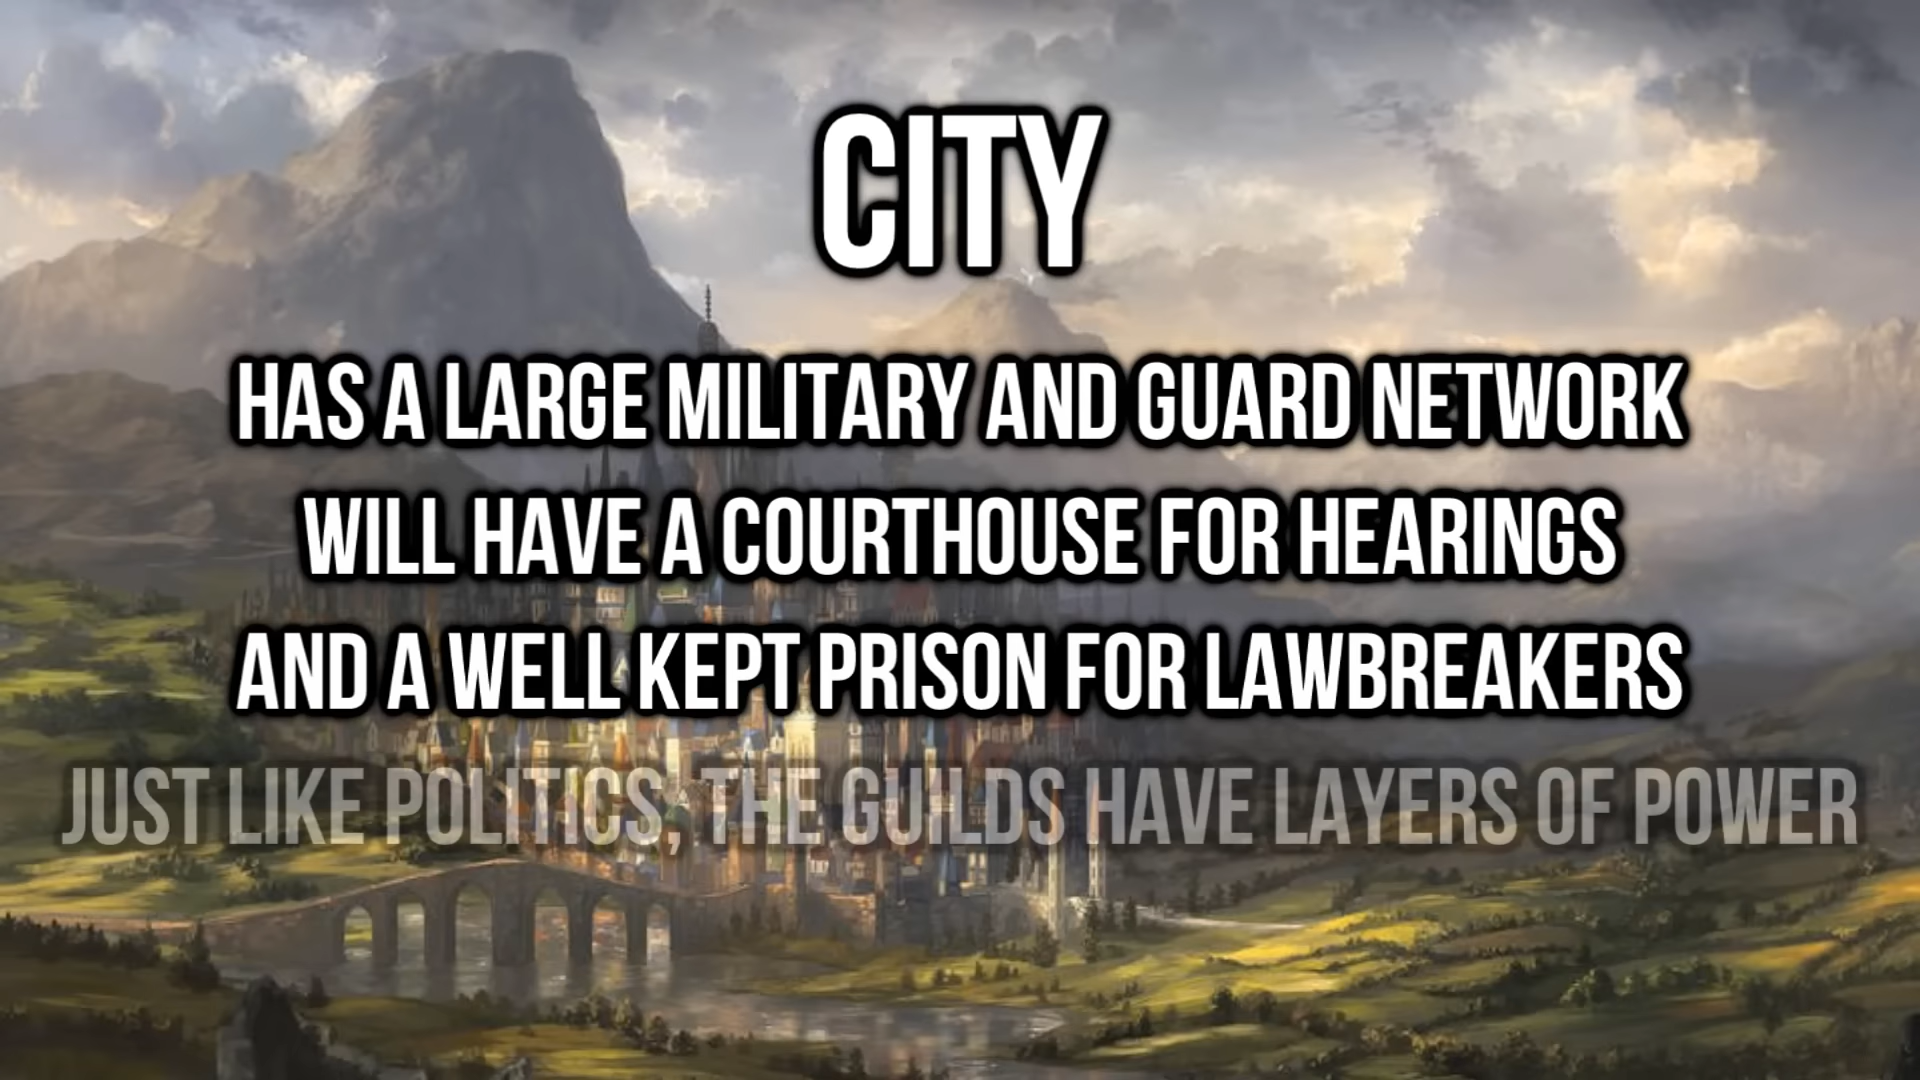 CITY
HAS A LARGE MILITARY AND GUARD NETWORK
WILL HAVE A COURTHOUSE FOR HEARINGS
AND A WELL KEPT PRISON FOR LAWBREAKERS
JUST LIKE POLITICS, THE GUILDS HAVE LAYERS OF POWER